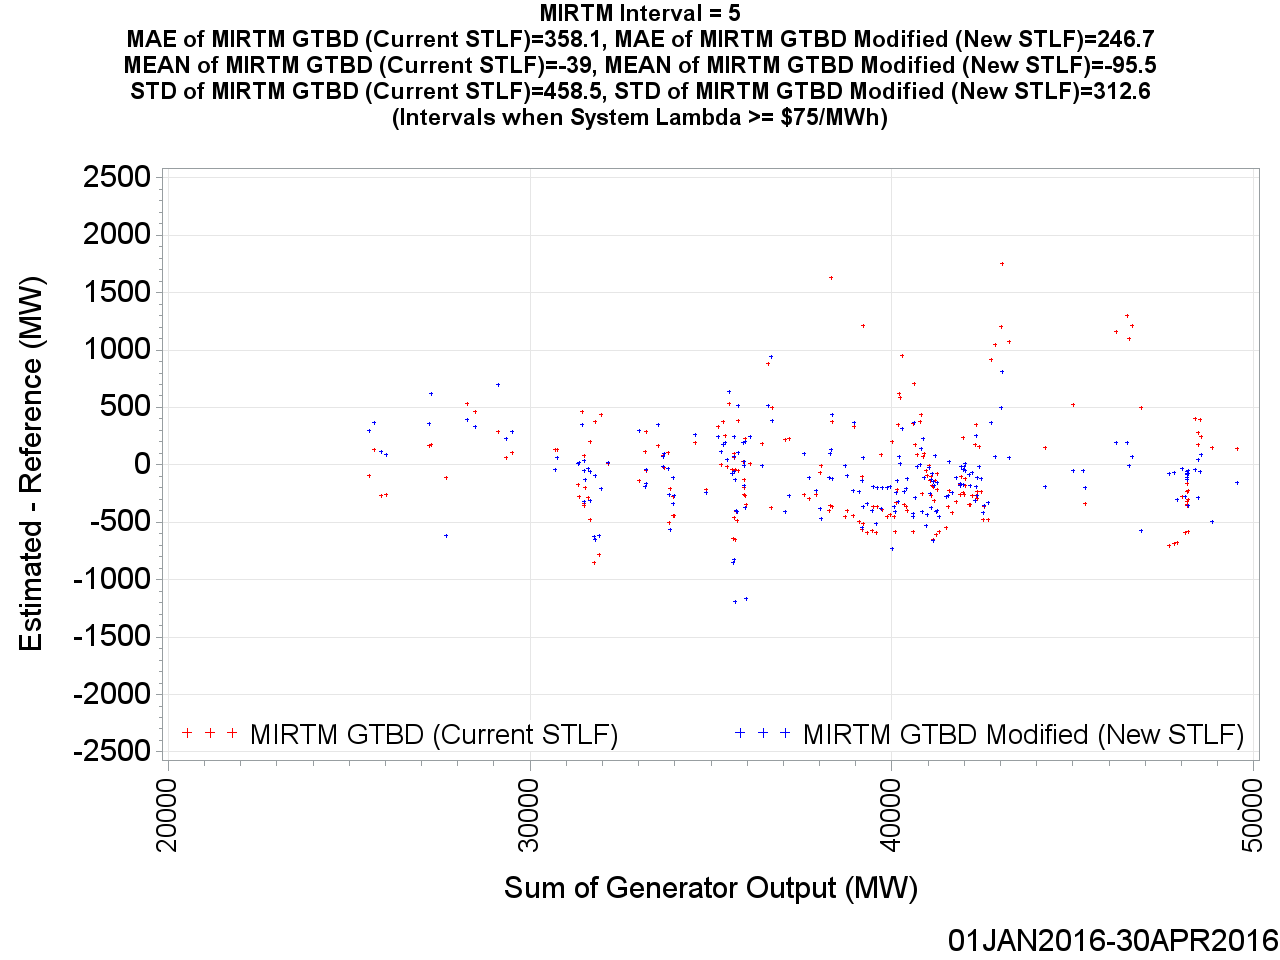 MIRTM Interval = 5
MAE of MIRTM GTBD (Current STLF)=358.1, MAE of MIRTM GTBD Modified (New STLF)=246.7
MEAN of MIRTM GTBD (Current STLF)=-39, MEAN of MIRTM GTBD Modified (New STLF)=-95.5
STD of MIRTM GTBD (Current STLF)=458.5, STD of MIRTM GTBD Modified (New STLF)=312.6
(Intervals when System Lambda >= $75/MWh)
Estimated - Reference (MW)
2500
2000
1500
1000
500
0
-500
-1000
-1500
-2000
-2500
MIRTM GTBD (Current STLF)
MIRTM GTBD Modified (New STLF)
20000
30000
40000
50000
Sum of Generator Output (MW)
01JAN2016-30APR2016